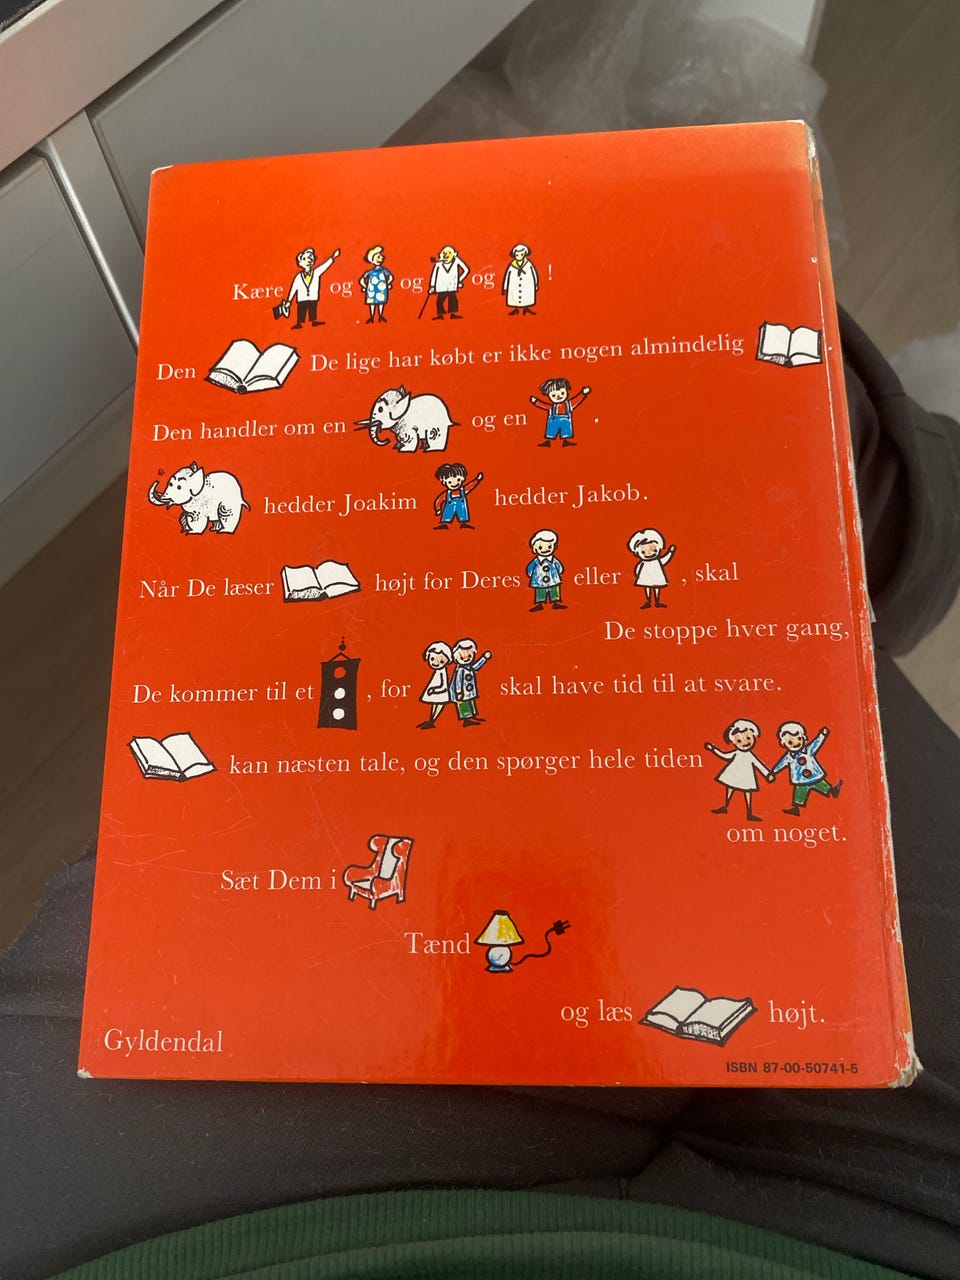 Kære og og og !
Den De lige har købt er ikke nogen almindelig .
Den handler om en og en .
hedder Joakim hedder Jakob.
Når De læser højt for Deres eller , skal
De stoppe hver gang,
De kommer til et , for skal have tid til at svare.
kan næsten tale, og den spørger hele tiden
om noget.
Sæt Dem i
Tænd
og læs højt.
Gyldendal
ISBN 87-00-50741-5